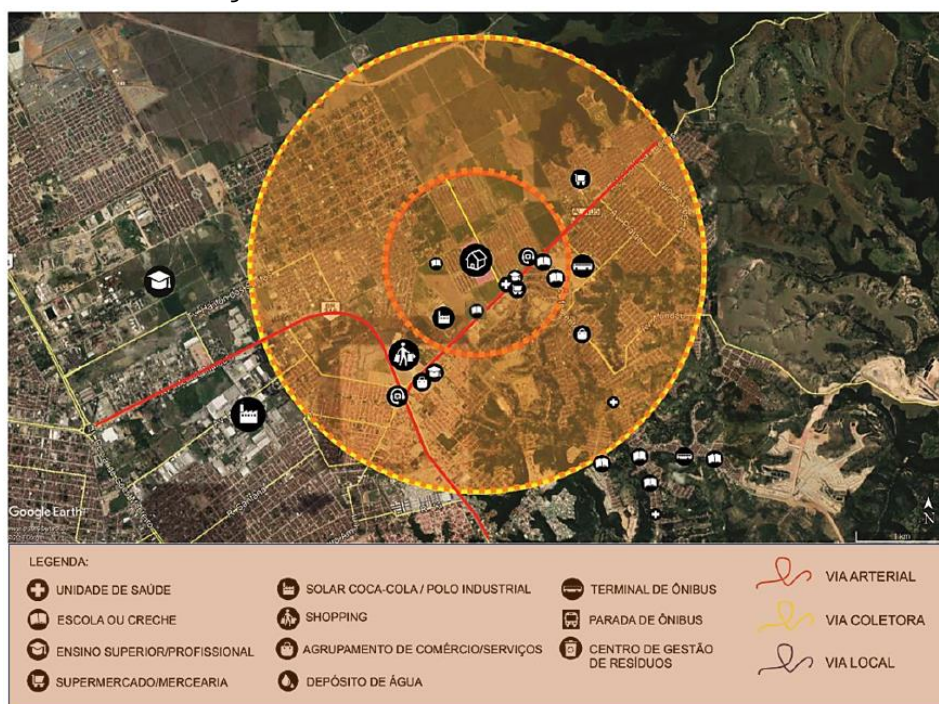 Google Earth
1 km
N
LEGENDA:
UNIDADE DE SAÚDE
ESCOLA OU CRECHE
ENSINO SUPERIOR/PROFISSIONAL
SUPERMERCADO/MERCEARIA
SOLAR COCA-COLA / POLO INDUSTRIAL
SHOPPING
AGRUPAMENTO DE COMÉRCIO/SERVIÇOS
DEPÓSITO DE ÁGUA
TERMINAL DE ÔNIBUS
PARADA DE ÔNIBUS
CENTRO DE GESTÃO
DE RESÍDUOS
VIA ARTERIAL
VIA COLETORA
VIA LOCAL